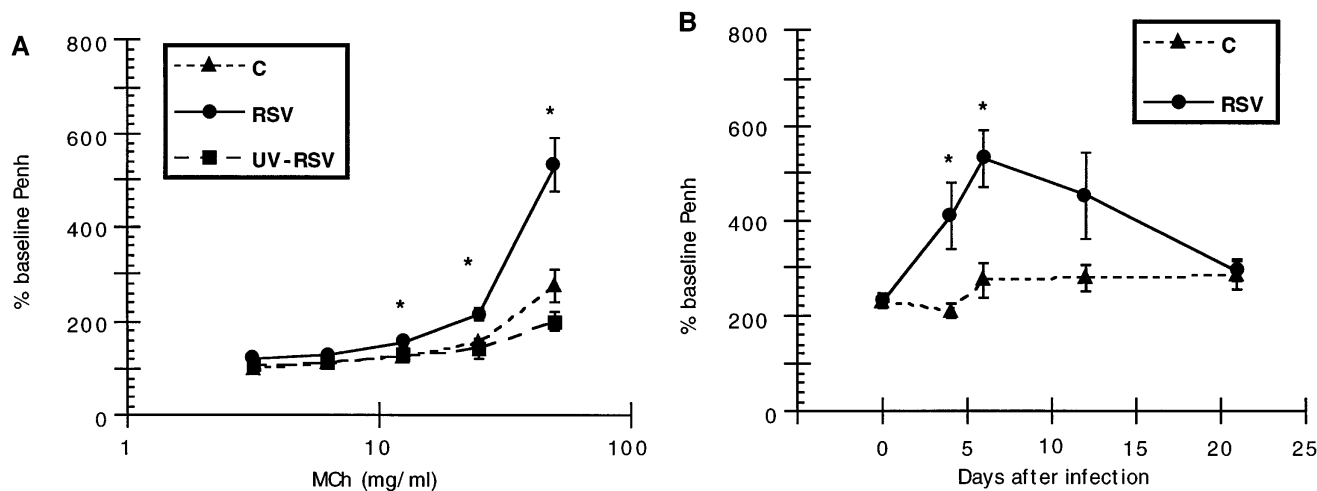 A
% baseline Penh
800
600
400
200
0
C
RSV
UV-RSV
*
*
*
*
1
10
100
MCh (mg/ml)
B
% baseline Penh
800
600
400
200
0
C
RSV
*
*
0
5
10
15
20
25
Days after infection